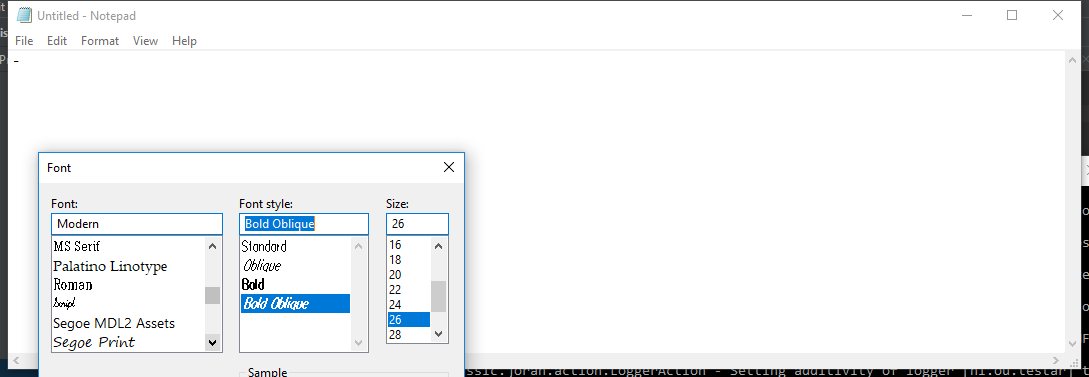 Untitled - Notepad
File Edit Format View Help
-
Font
Font: Font style: Size:
Modern Bold Oblique 26
MS Serif Standard 16
Palatino Linotype Oblique 18
Roman Bold 20
Script Bold Oblique 22
Segoe MDL2 Assets 24
Segoe Print 26
28
Sample
ssic.joran.action.LoggerAction - Setting additivity of logger [nl.ou.testar]